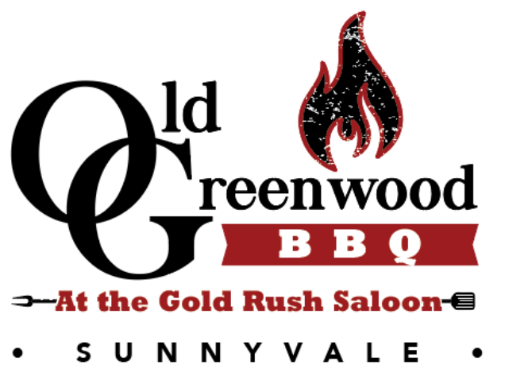 Old
Greenwood
BBQ
At the Gold Rush Saloon
• SUNNYVALE •